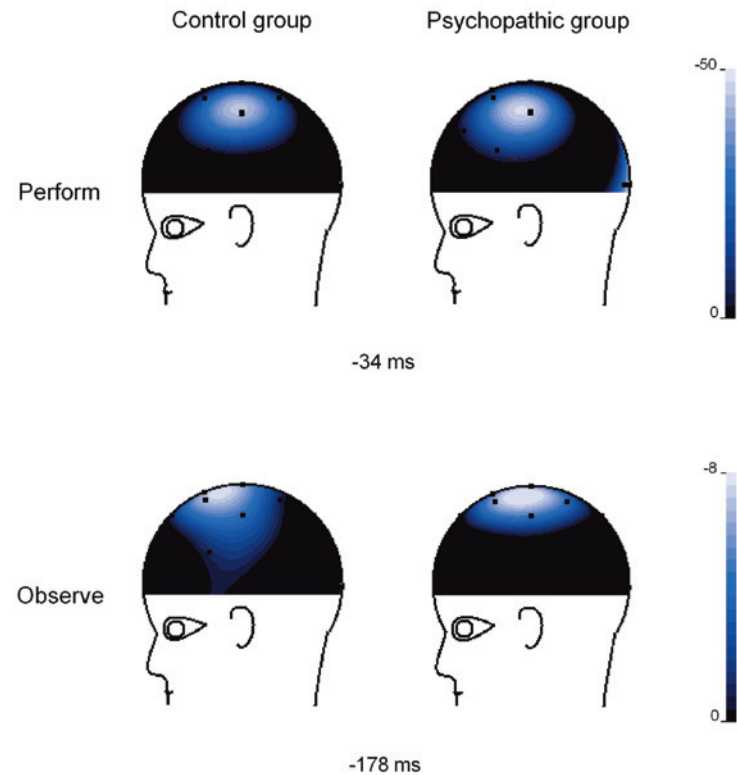 Control group
Psychopathic group
-50
Perform
0
-34 ms
-8
Observe
0
-178 ms